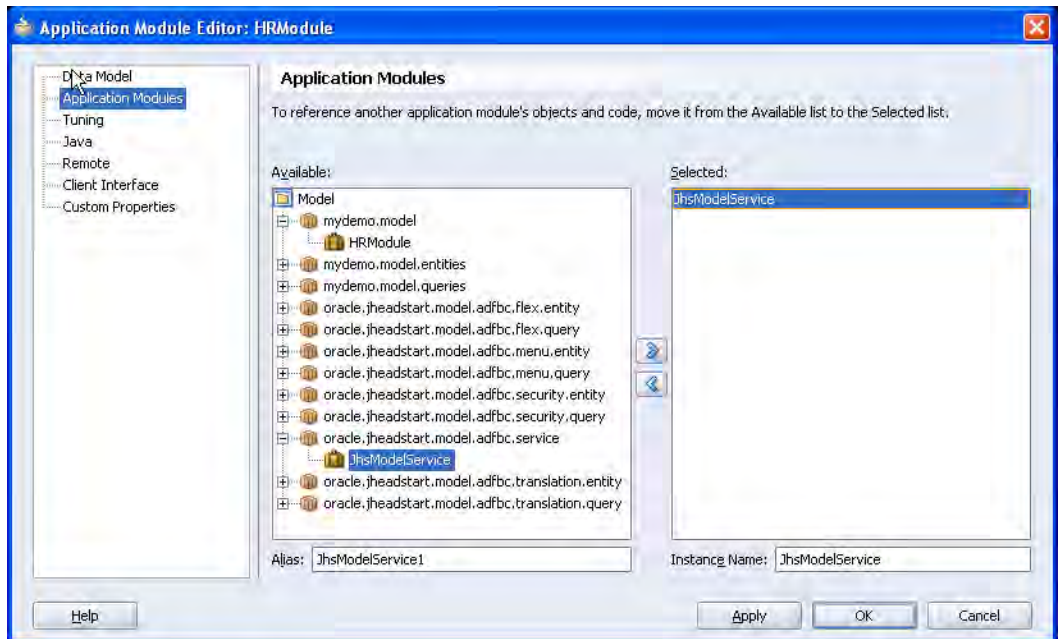 Application Module Editor: HRModule
Data Model
Application Modules
Tuning
Java
Remote
Client Interface
Custom Properties
Application Modules
To reference another application module's objects and code, move it from the Available list to the Selected list.
Available:
Model
mydemo.model
HRModule
mydemo.model.entities
mydemo.model.queries
oracle.jheadstart.model.adfbc.flex.entity
oracle.jheadstart.model.adfbc.flex.query
oracle.jheadstart.model.adfbc.menu.entity
oracle.jheadstart.model.adfbc.menu.query
oracle.jheadstart.model.adfbc.security.entity
oracle.jheadstart.model.adfbc.security.query
oracle.jheadstart.model.adfbc.service
JhsModelService
oracle.jheadstart.model.adfbc.translation.entity
oracle.jheadstart.model.adfbc.translation.query
Alias: JhsModelService1
Selected:
JhsModelService
Instance Name: JhsModelService
Help
Apply
OK
Cancel